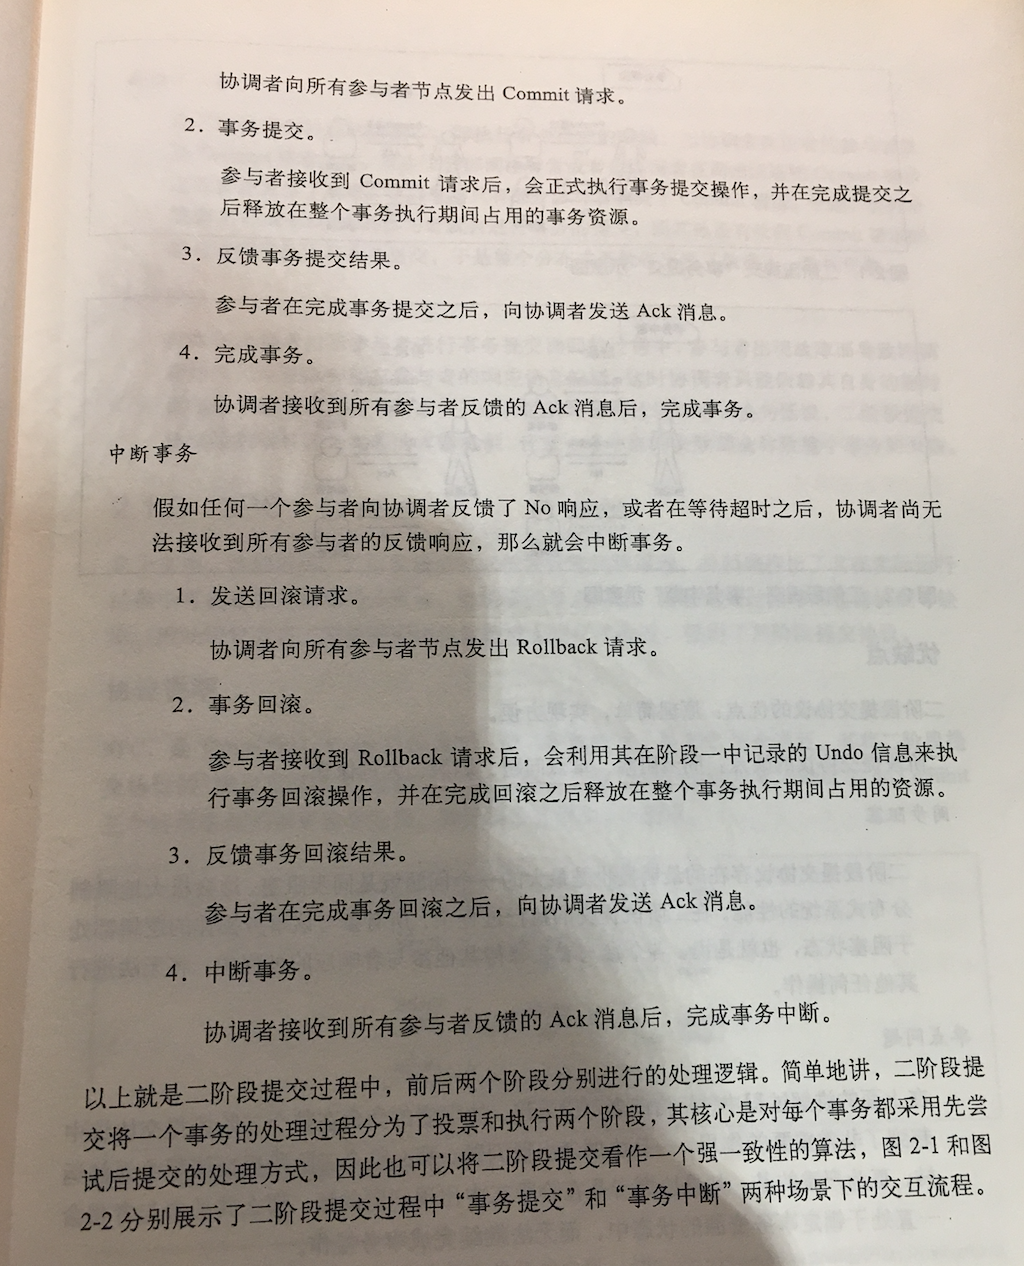 协调者向所有参与者节点发出 Commit 请求。
2. 事务提交。
参与者接收到 Commit 请求后，会正式执行事务提交操作，并在完成提交之
后释放在整个事务执行期间占用的事务资源。
3. 反馈事务提交结果。
参与者在完成事务提交之后，向协调者发送 Ack 消息。
4. 完成事务。
协调者接收到所有参与者反馈的 Ack 消息后，完成事务。
中断事务
假如任何一个参与者向协调者反馈了 No 响应，或者在等待超时之后，协调者尚无
法接收到所有参与者的反馈响应，那么就会中断事务。
1. 发送回滚请求。
协调者向所有参与者节点发出 Rollback 请求。
2. 事务回滚。
参与者接收到 Rollback 请求后，会利用其在阶段一中记录的 Undo 信息来执
行事务回滚操作，并在完成回滚之后释放在整个事务执行期间占用的资源。
3. 反馈事务回滚结果。
参与者在完成事务回滚之后，向协调者发送 Ack 消息。
4. 中断事务。
协调者接收到所有参与者反馈的 Ack 消息后，完成事务中断。
以上就是二阶段提交过程中，前后两个阶段分别进行的处理逻辑。简单地讲，二阶段提
交将一个事务的处理过程分为了投票和执行两个阶段，其核心是对每个事务都采用先尝
试后提交的处理方式，因此也可以将二阶段提交看作一个强一致性的算法，图 2-1 和图
2-2 分别展示了二阶段提交过程中“事务提交”和“事务中断”两种场景下的交互流程。